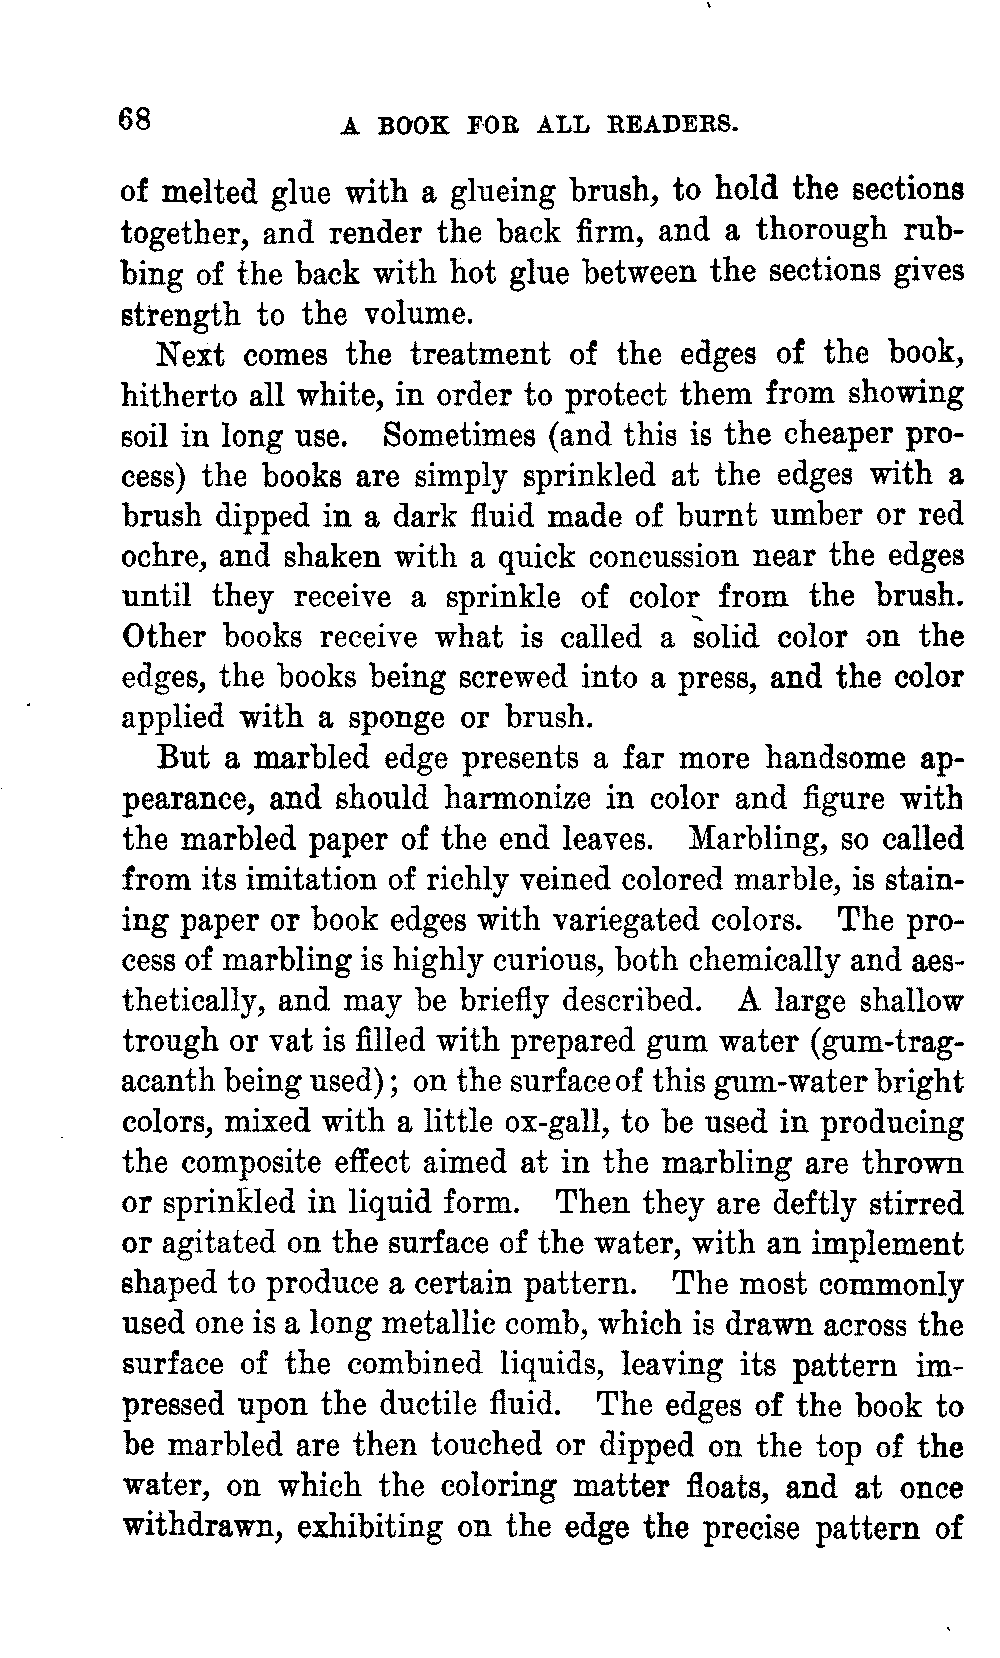 68
A BOOK FOR ALL READERS.
of melted glue with a glueing brush, to hold the sections
together, and render the back firm, and a thorough rub-
bing of the back with hot glue between the sections gives
strength to the volume.
Next comes the treatment of the edges of the book,
hitherto all white, in order to protect them from showing
soil in long use. Sometimes (and this is the cheaper pro-
cess) the books are simply sprinkled at the edges with a
brush dipped in a dark fluid made of burnt umber or red
ochre, and shaken with a quick concussion near the edges
until they receive a sprinkle of color from the brush.
Other books receive what is called a solid color on the
edges, the books being screwed into a press, and the color
applied with a sponge or brush.
But a marbled edge presents a far more handsome ap-
pearance, and should harmonize in color and figure with
the marbled paper of the end leaves. Marbling, so called
from its imitation of richly veined colored marble, is stain-
ing paper or book edges with variegated colors. The pro-
cess of marbling is highly curious, both chemically and aes-
thetically, and may be briefly described. A large shallow
trough or vat is filled with prepared gum water (gum-trag-
acanth being used); on the surface of this gum-water bright
colors, mixed with a little ox-gall, to be used in producing
the composite effect aimed at in the marbling are thrown
or sprinkled in liquid form. Then they are deftly stirred
or agitated on the surface of the water, with an implement
shaped to produce a certain pattern. The most commonly
used one is a long metallic comb, which is drawn across the
surface of the combined liquids, leaving its pattern im-
pressed upon the ductile fluid. The edges of the book to
be marbled are then touched or dipped on the top of the
water, on which the coloring matter floats, and at once
withdrawn, exhibiting on the edge the precise pattern of